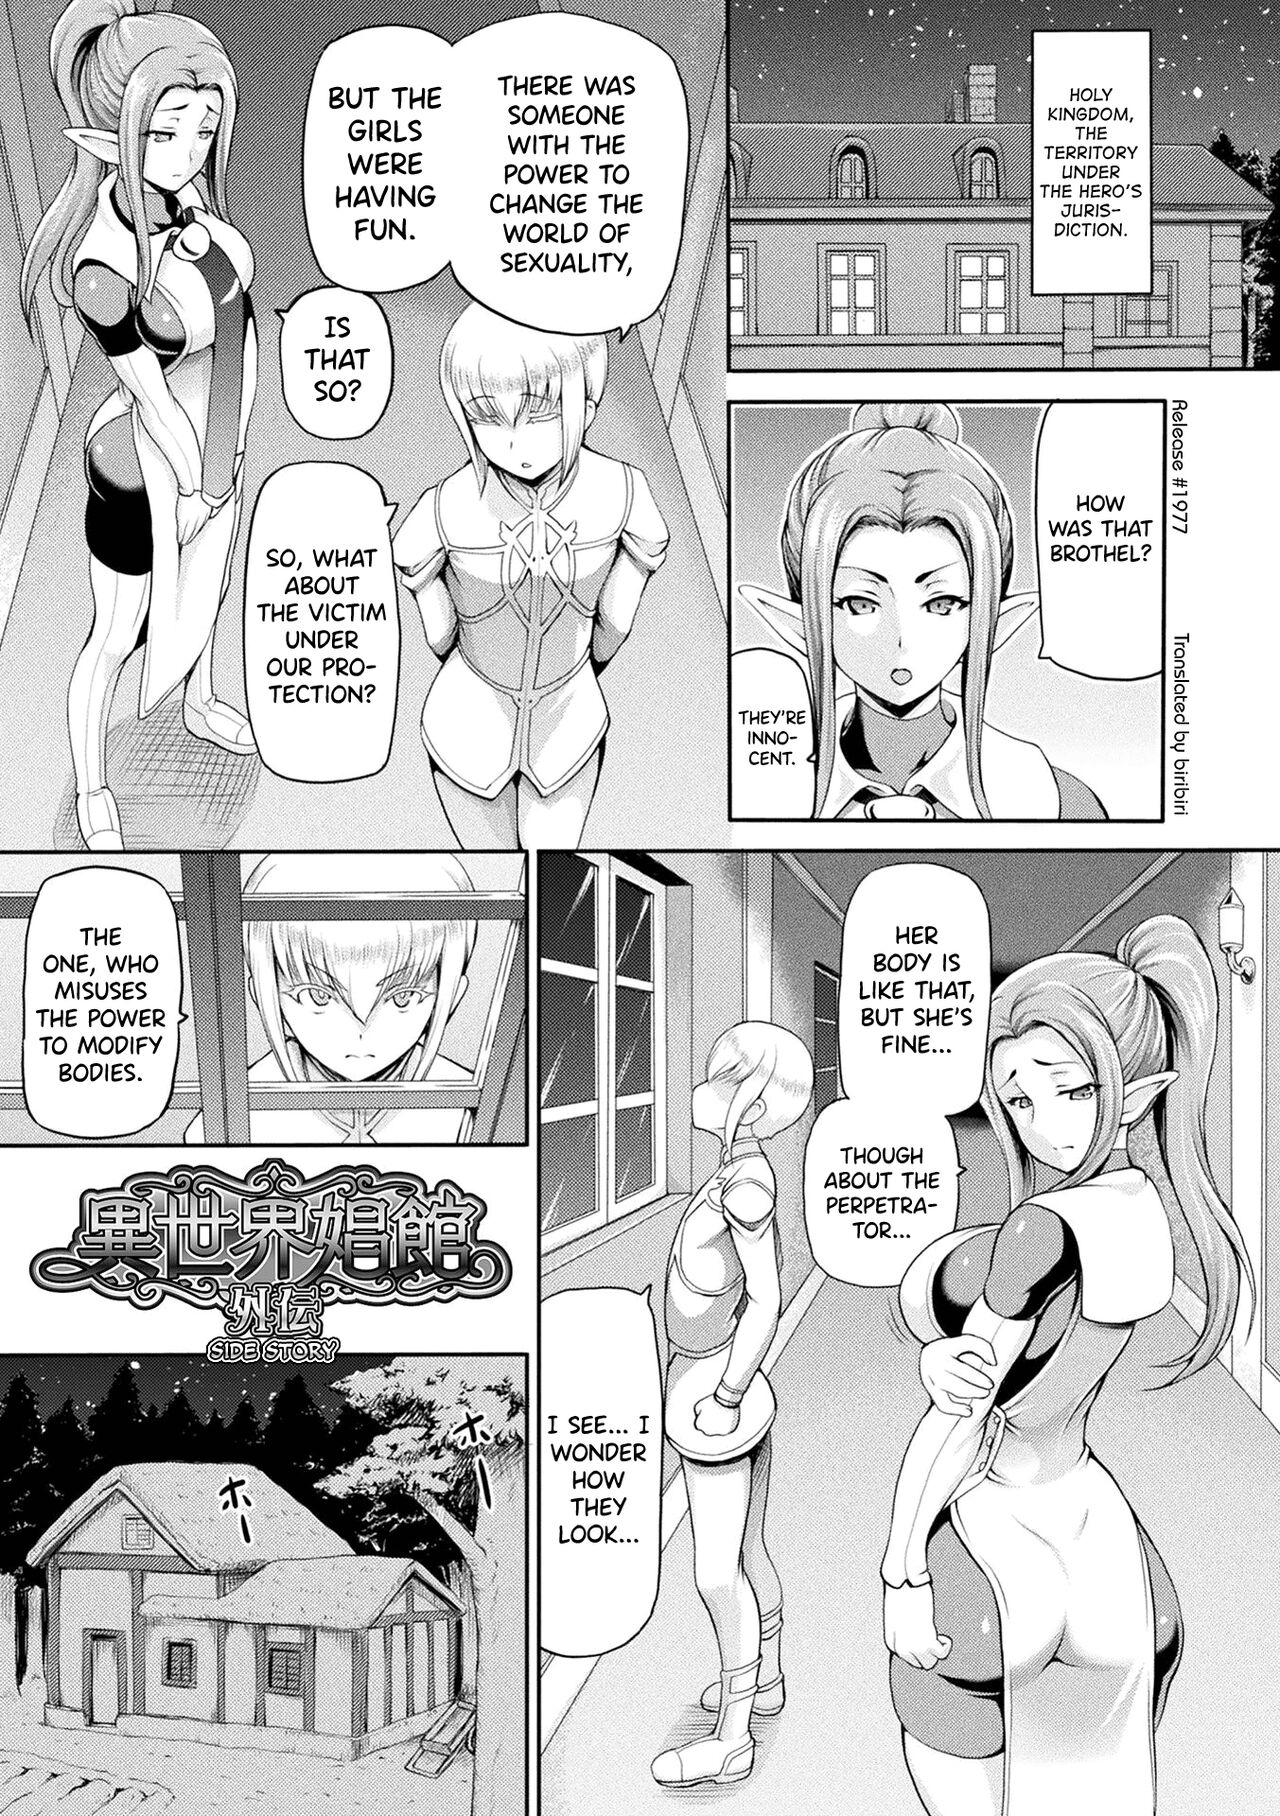 HOLY
KINGDOM,
THE
TERRITORY
UNDER
THE HERO'S
JURIS-
DICTION.
HOW
WAS THAT
BROTHEL?
THEY'RE
INNO-
CENT.
Release #1977 Translated by biribiri
THERE WAS
SOMEONE
WITH THE
POWER TO
CHANGE THE
WORLD OF
SEXUALITY,
BUT THE
GIRLS
WERE
HAVING
FUN.
IS
THAT
SO?
SO, WHAT
ABOUT
THE VICTIM
UNDER
OUR PRO-
TECTION?
HER
BODY IS
LIKE THAT,
BUT SHE'S
FINE...
THOUGH
ABOUT THE
PERPETRA-
TOR...
I SEE... I
WONDER
HOW
THEY
LOOK...
THE
ONE, WHO
MISUSES
THE POWER
TO MODIFY
BODIES.
異世界娼館
外伝
SIDE STORY
ホー
ホー